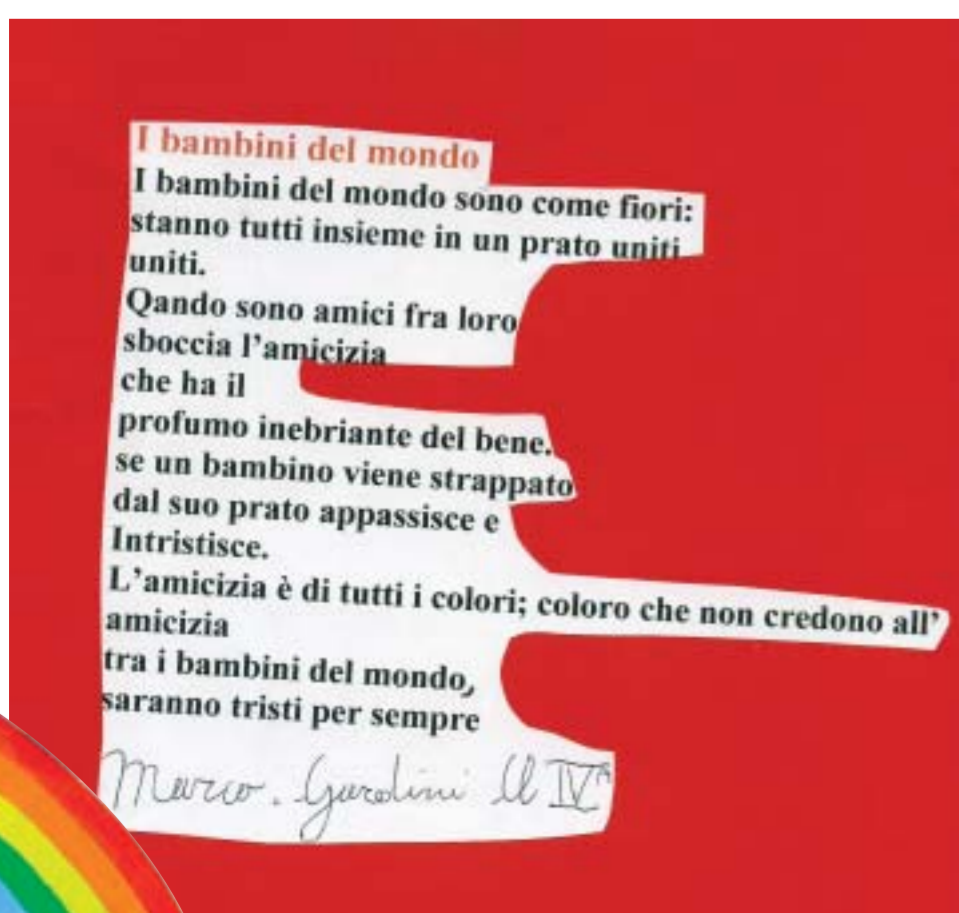 I bambini del mondo
I bambini del mondo sono come fiori:
stanno tutti insieme in un prato uniti
uniti.
Qando sono amici fra loro
sboccia l'amicizia
che ha il
profumo inebriante del bene.
se un bambino viene strappato
dal suo prato appassisce e
Intristisce.
L'amicizia è di tutti i colori; coloro che non credono all'
amicizia
tra i bambini del mondo,
saranno tristi per sempre
Marco. Gardini Cl IVª